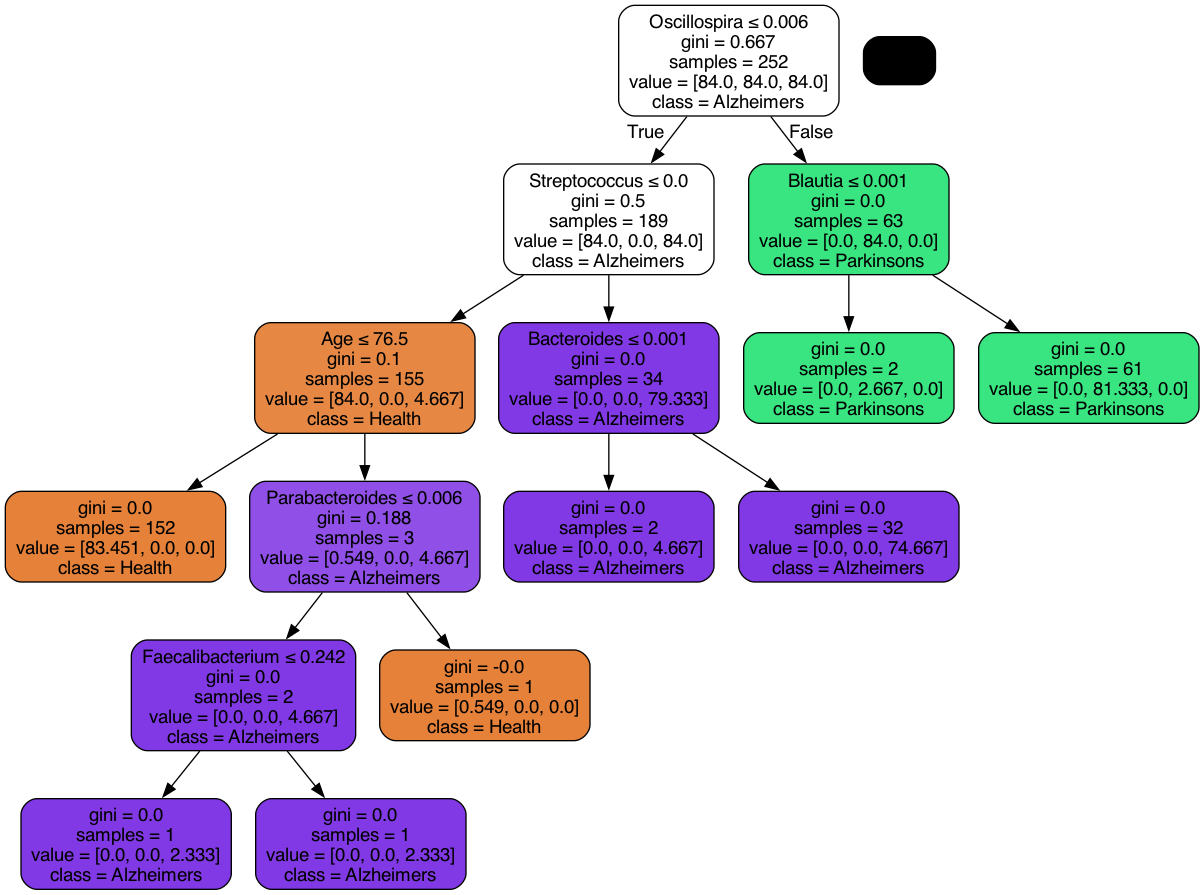 Oscillospira ≤ 0.006
gini = 0.667
samples = 252
value = [84.0, 84.0, 84.0]
class = Alzheimers
True
False
Streptococcus ≤ 0.0
gini = 0.5
samples = 189
value = [84.0, 0.0, 84.0]
class = Alzheimers
Blautia ≤ 0.001
gini = 0.0
samples = 63
value = [0.0, 84.0, 0.0]
class = Parkinsons
Age ≤ 76.5
gini = 0.1
samples = 155
value = [84.0, 0.0, 4.667]
class = Health
Bacteroides ≤ 0.001
gini = 0.0
samples = 34
value = [0.0, 0.0, 79.333]
class = Alzheimers
gini = 0.0
samples = 2
value = [0.0, 2.667, 0.0]
class = Parkinsons
gini = 0.0
samples = 61
value = [0.0, 81.333, 0.0]
class = Parkinsons
gini = 0.0
samples = 152
value = [83.451, 0.0, 0.0]
class = Health
Parabacteroides ≤ 0.006
gini = 0.188
samples = 3
value = [0.549, 0.0, 4.667]
class = Alzheimers
gini = 0.0
samples = 2
value = [0.0, 0.0, 4.667]
class = Alzheimers
gini = 0.0
samples = 32
value = [0.0, 0.0, 74.667]
class = Alzheimers
Faecalibacterium ≤ 0.242
gini = 0.0
samples = 2
value = [0.0, 0.0, 4.667]
class = Alzheimers
gini = -0.0
samples = 1
value = [0.549, 0.0, 0.0]
class = Health
gini = 0.0
samples = 1
value = [0.0, 0.0, 2.333]
class = Alzheimers
gini = 0.0
samples = 1
value = [0.0, 0.0, 2.333]
class = Alzheimers